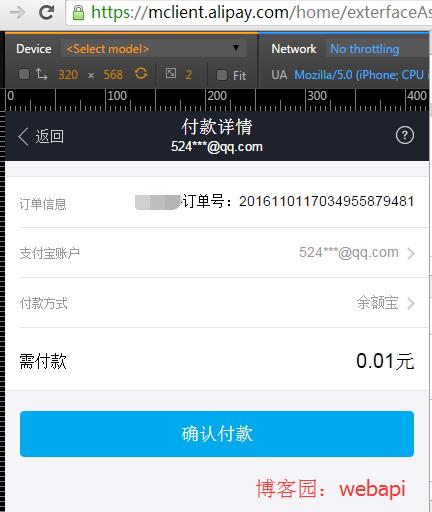 https://mclient.alipay.com/home/exterfaceAs
Device <Select model> Network No throttling
320 × 568 2 Fit UA Mozilla/5.0 (iPhone; CPU i
0 100 200 300 400
返回 付款详情 ?
524***@qq.com
订单信息 订单号：2016110117034955879481
支付宝账户 524***@qq.com
付款方式 余额宝
需付款 0.01元
确认付款
博客园：webapi